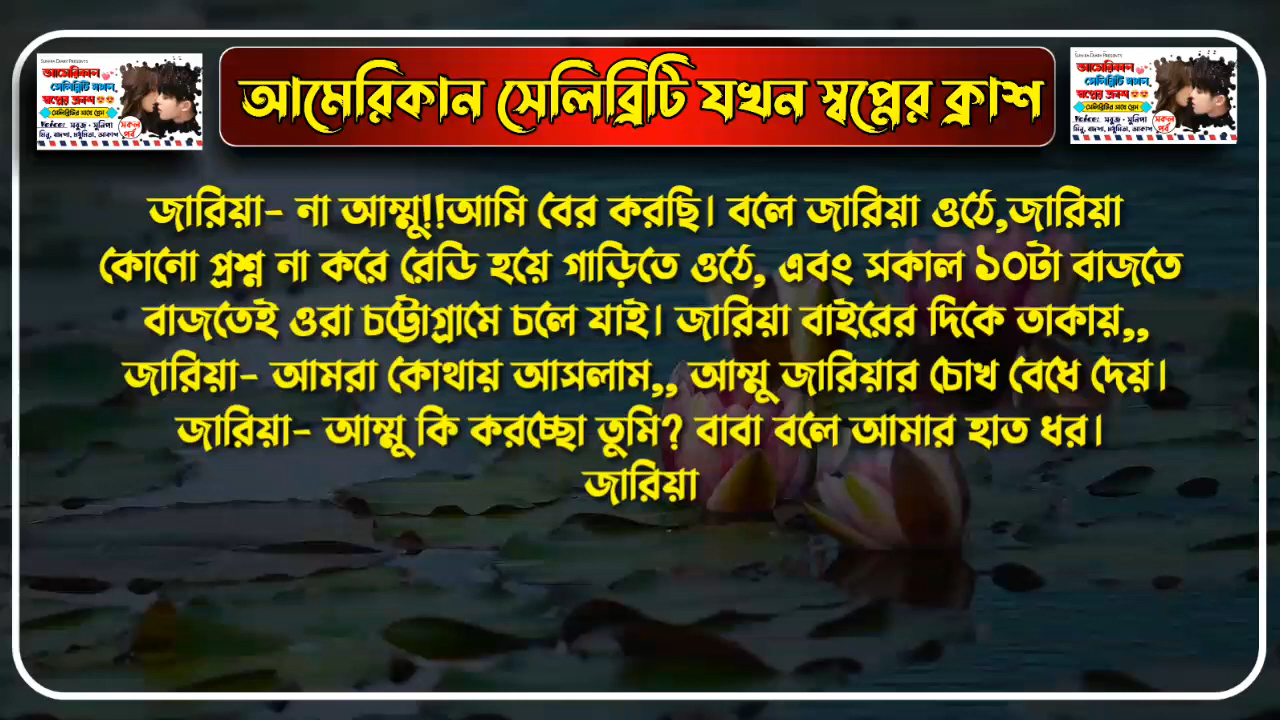 আমেরিকান সেলিব্রিটি যখন স্বপ্নের ক্রাশ
জারিয়া- না আম্মু!!আমি বের করছি। বলে জারিয়া ওঠে,জারিয়া
কোনো প্রশ্ন না করে রেডি হয়ে গাড়িতে ওঠে, এবং সকাল ১০টা বাজতে
বাজতেই ওরা চট্টোগ্রামে চলে যাই। জারিয়া বাইরের দিকে তাকায়,,
জারিয়া- আমরা কোথায় আসলাম,, আম্মু জারিয়ার চোখ বেধে দেয়।
জারিয়া- আম্মু কি করচ্ছো তুমি? বাবা বলে আমার হাত ধর।
জারিয়া